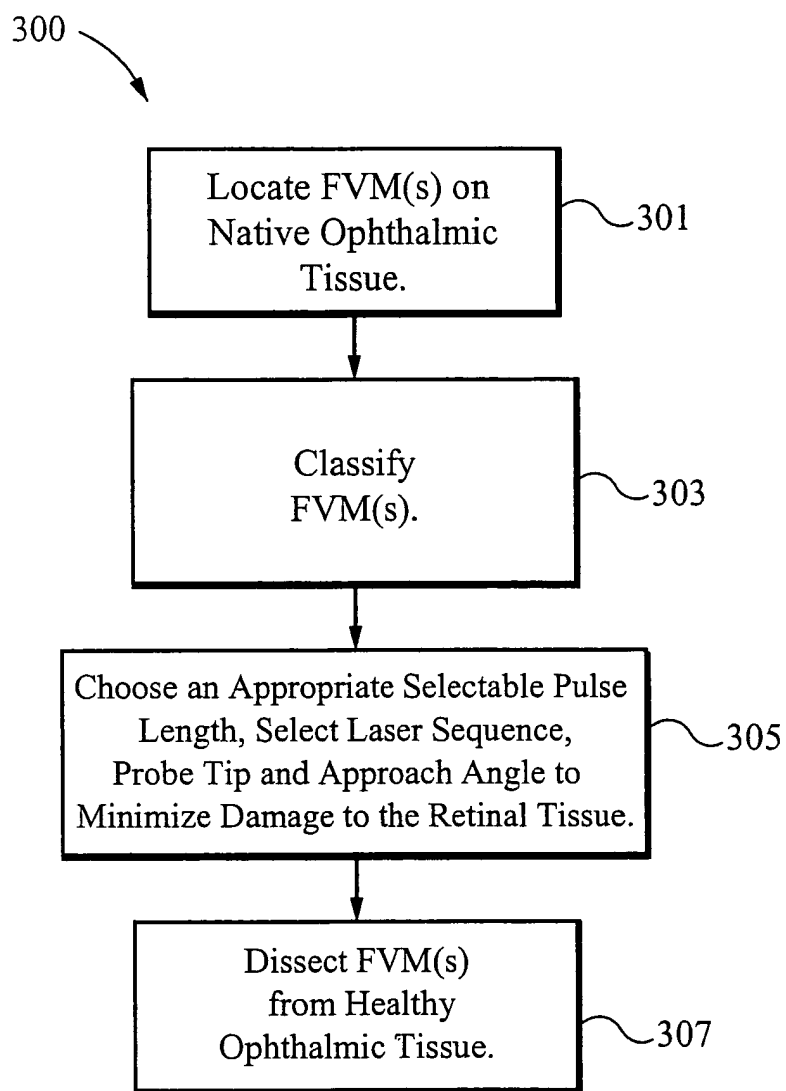 300
Locate FVM(s) on
Native Ophthalmic
Tissue.
301
Classify
FVM(s).
303
Choose an Appropriate Selectable Pulse
Length, Select Laser Sequence,
Probe Tip and Approach Angle to
Minimize Damage to the Retinal Tissue.
305
Dissect FVM(s)
from Healthy
Ophthalmic Tissue.
307